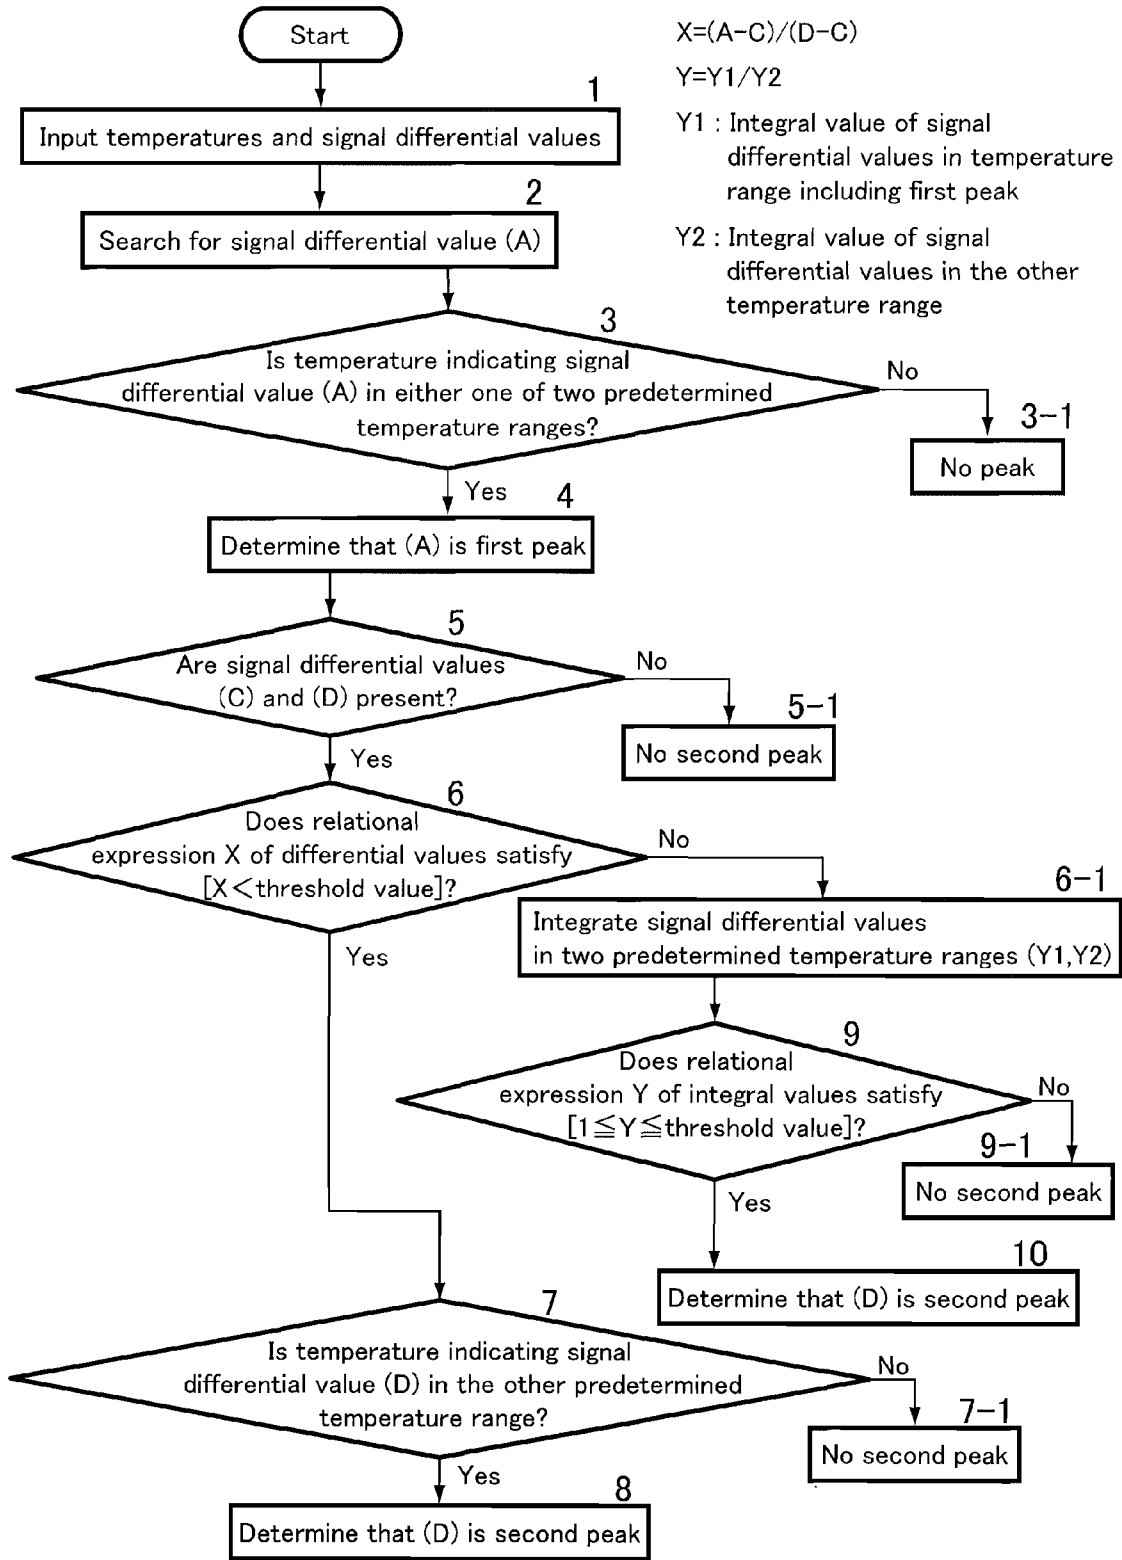 Start
X=(A-C)/(D-C)
Y=Y1/Y2
Y1 : Integral value of signal
differential values in temperature
range including first peak
Y2 : Integral value of signal
differential values in the other
temperature range
1
Input temperatures and signal differential values
2
Search for signal differential value (A)
3
Is temperature indicating signal
differential value (A) in either one of two predetermined
temperature ranges?
No
3-1
No peak
Yes
4
Determine that (A) is first peak
5
Are signal differential values
(C) and (D) present?
No
5-1
No second peak
Yes
6
Does relational
expression X of differential values satisfy
[X<threshold value]?
No
6-1
Integrate signal differential values
in two predetermined temperature ranges (Y1,Y2)
Yes
9
Does relational
expression Y of integral values satisfy
[1≦Y≦threshold value]?
No
9-1
No second peak
Yes
10
Determine that (D) is second peak
7
Is temperature indicating signal
differential value (D) in the other predetermined
temperature range?
No
7-1
No second peak
Yes
8
Determine that (D) is second peak